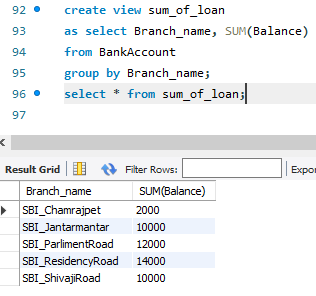 92 create view sum_of_loan
93 as select Branch_name, SUM(Balance)
94 from BankAccount
95 group by Branch_name;
96 select * from sum_of_loan;
Result Grid Filter Rows: Export
Branch_name SUM(Balance)
SBI_Chamrajpet 2000
SBI_Jantarmantar 10000
SBI_ParlimentRoad 12000
SBI_ResidencyRoad 14000
SBI_ShivajiRoad 10000